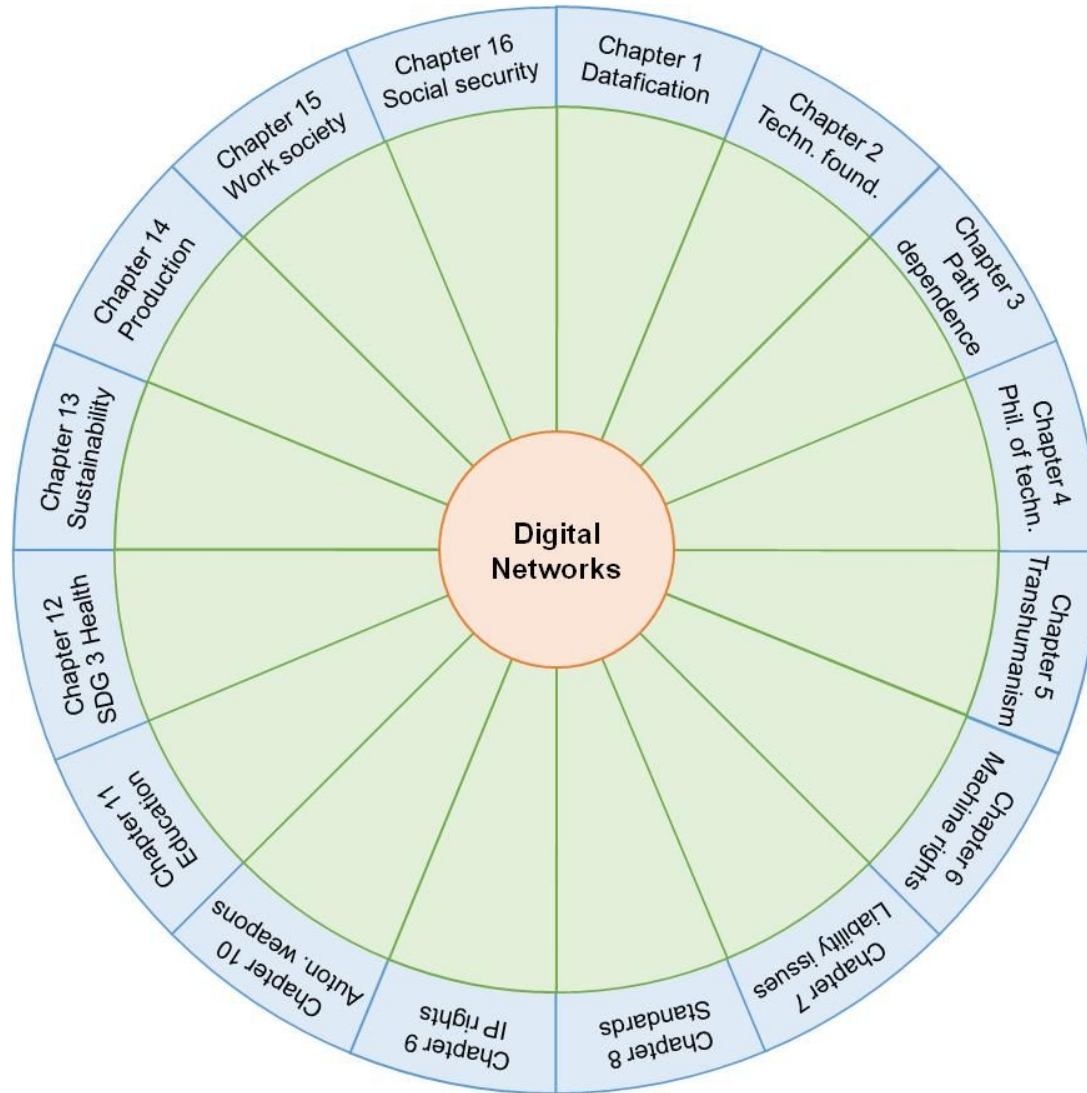 Chapter 1
Datafication
Chapter 2
Techn. found.
Chapter 3
Path
dependence
Chapter 4
Phil. of techn.
Chapter 5
Transhumanism
Chapter 6
Machine rights
Chapter 7
Liability issues
Chapter 8
Standards
Chapter 9
IP rights
Chapter 10
Auton. weapons
Chapter 11
Education
Chapter 12
SDG 3 Health
Chapter 13
Sustainability
Chapter 14
Production
Chapter 15
Work society
Chapter 16
Social security
Digital
Networks